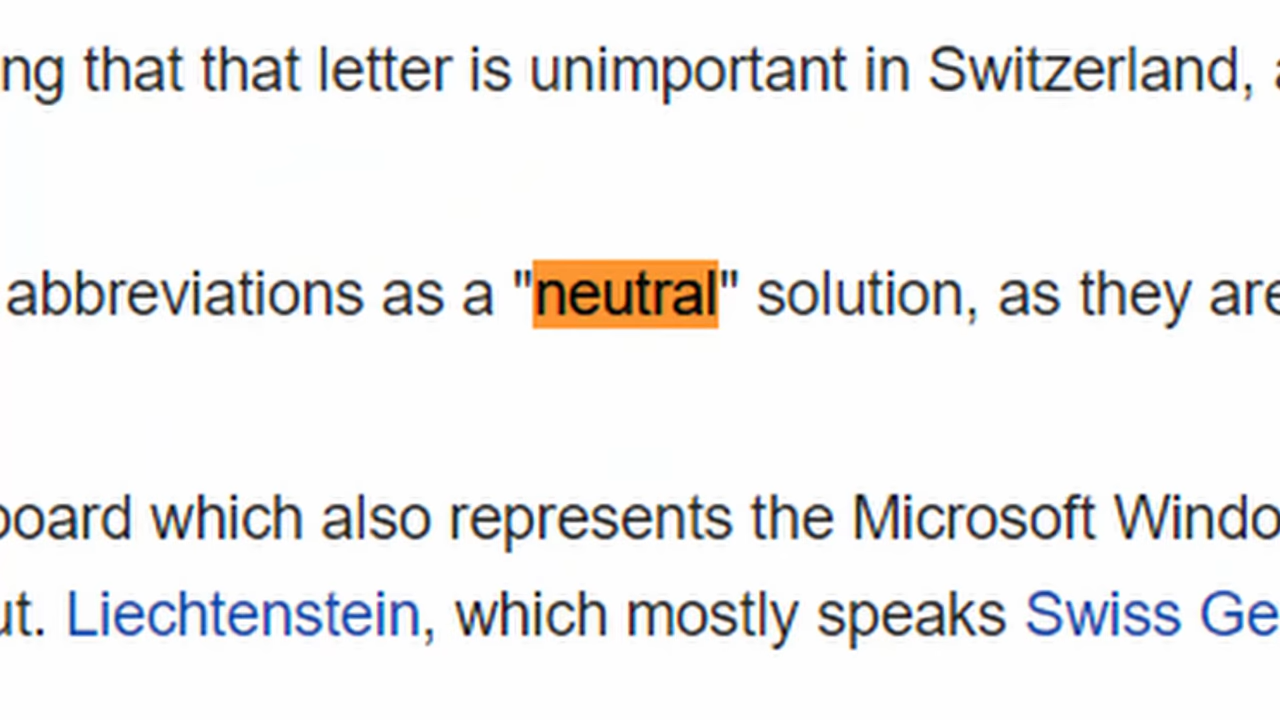 ng that that letter is unimportant in Switzerland, a
abbreviations as a "neutral" solution, as they are
board which also represents the Microsoft Windo
ut. Liechtenstein, which mostly speaks Swiss Ge